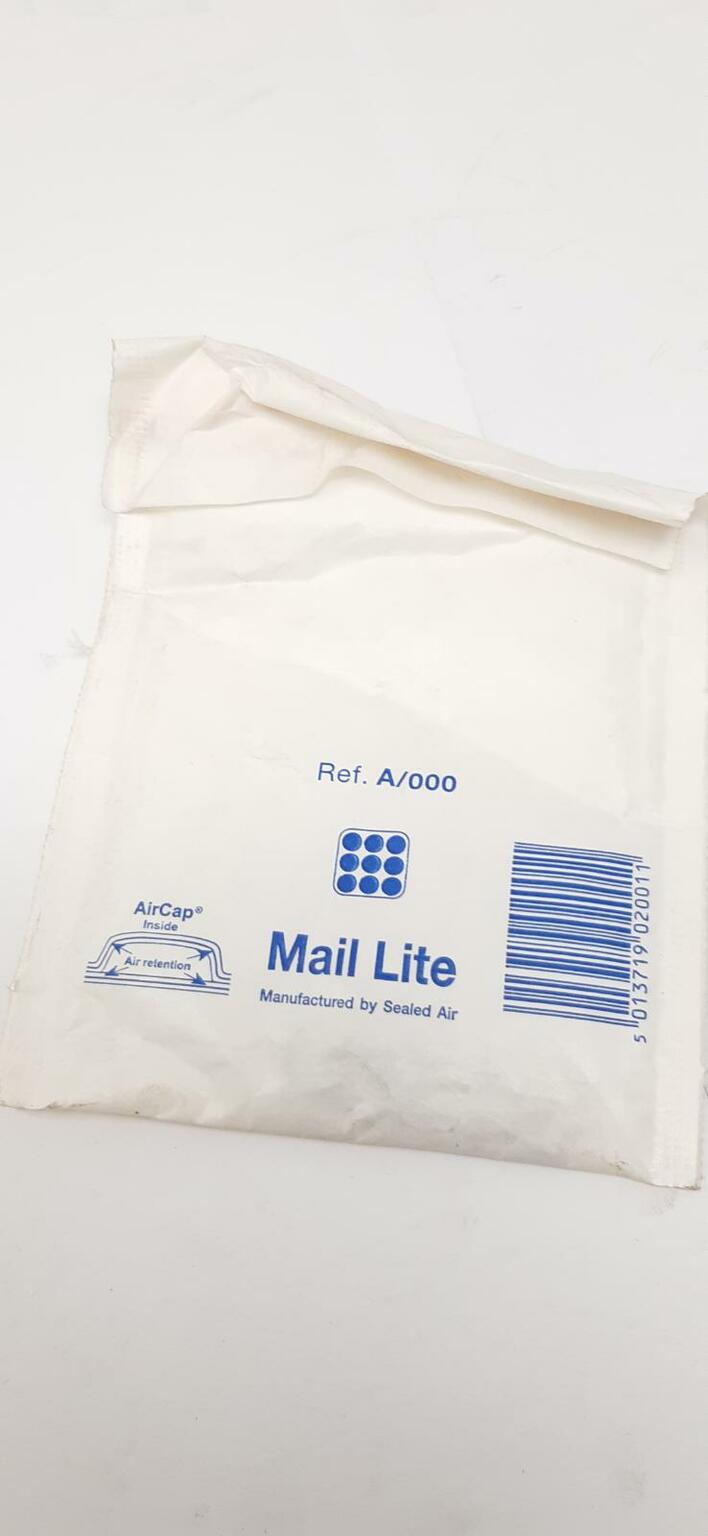 Ref. A/000
AirCap®
Inside
Air retention
Mail Lite
Manufactured by Sealed Air
5 013719 020011